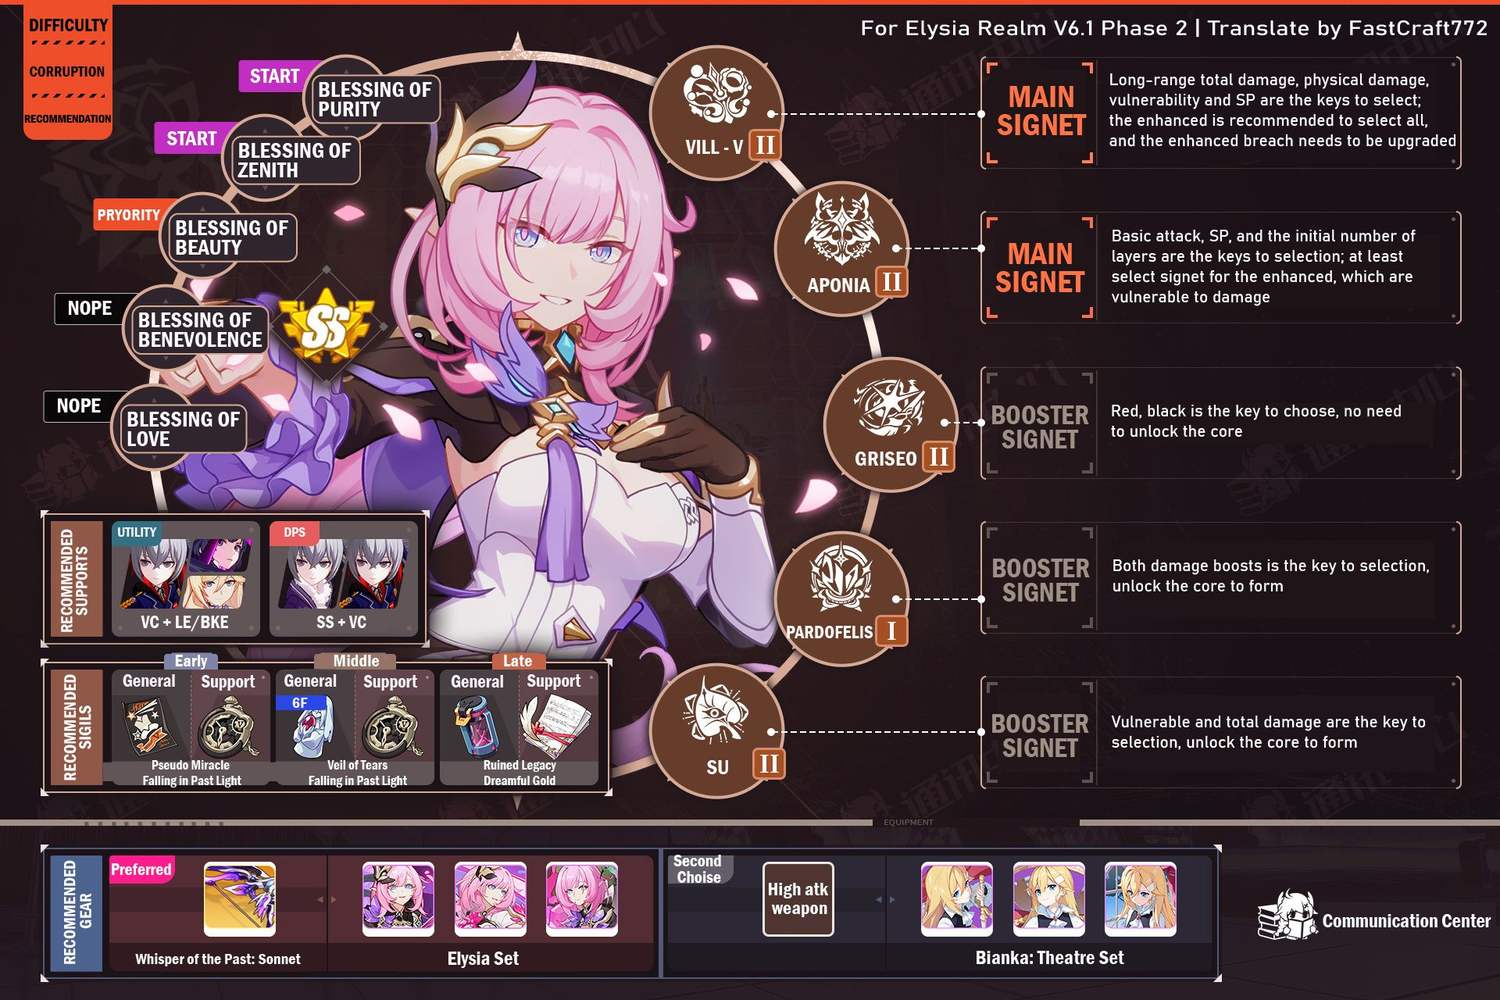 DIFFICULTY
CORRUPTION
RECOMMENDATION
For Elysia Realm V6.1 Phase 2 | Translate by FastCraft772
START
BLESSING OF
PURITY
START
BLESSING OF
ZENITH
PRYORITY
BLESSING OF
BEAUTY
NOPE
BLESSING OF
BENEVOLENCE
NOPE
BLESSING OF
LOVE
SS
VILL - V II
MAIN
SIGNET
Long-range total damage, physical damage,
vulnerability and SP are the keys to select;
the enhanced is recommended to select all,
and the enhanced breach needs to be upgraded
APONIA II
MAIN
SIGNET
Basic attack, SP, and the initial number of
layers are the keys to selection; at least
select signet for the enhanced, which are
vulnerable to damage
GRISEO II
BOOSTER
SIGNET
Red, black is the key to choose, no need
to unlock the core
PARDOFELIS I
BOOSTER
SIGNET
Both damage boosts is the key to selection,
unlock the core to form
SU II
BOOSTER
SIGNET
Vulnerable and total damage are the key to
selection, unlock the core to form
RECOMMENDED
SUPPORTS
UTILITY
VC + LE/BKE
DPS
SS + VC
RECOMMENDED
SIGILS
Early
General Support
Pseudo Miracle
Falling in Past Light
Middle
General Support
6F
Veil of Tears
Falling in Past Light
Late
General Support
Ruined Legacy
Dreamful Gold
EQUIPMENT
RECOMMENDED
GEAR
Preferred
Whisper of the Past: Sonnet
Elysia Set
Second
Choise
High atk
weapon
Bianka: Theatre Set
Communication Center